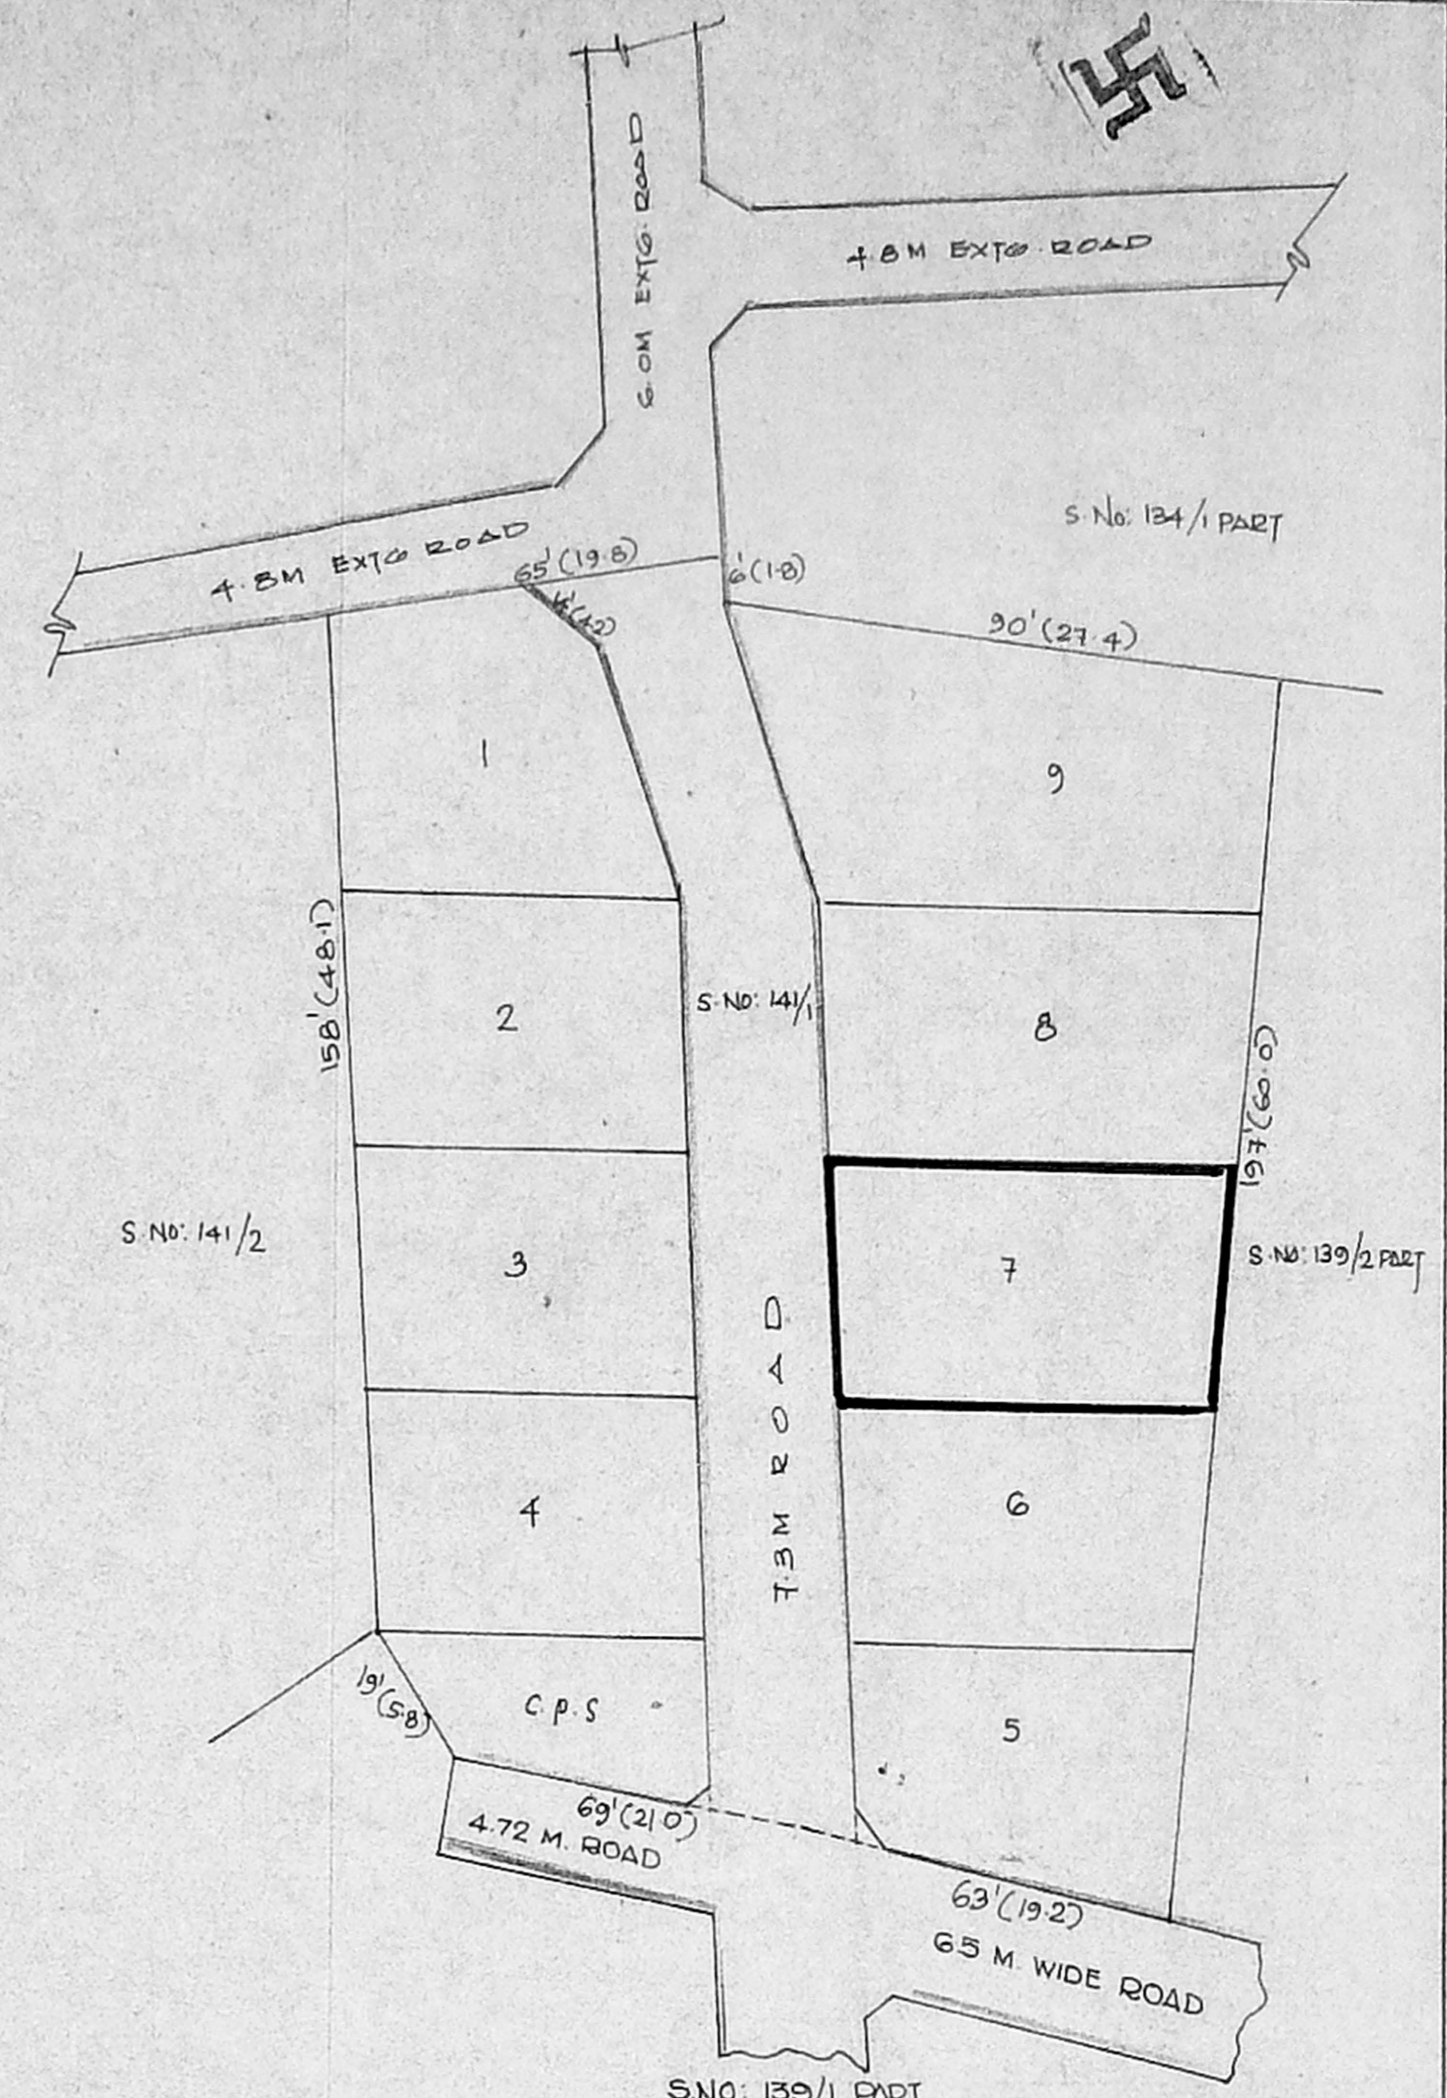 6.0M EXTG. ROAD
4.8M EXTG. ROAD
S.No: 134/1 PART
4.8M EXTG ROAD
65'(19.8)
6'(1.8)
90'(27.4)
1
9
158'(48.1)
2
S.NO: 141/1
8
197'(60.0)
S.NO: 141/2
3
7
S.NO: 139/2 PART
7.3M ROAD
4
6
19'(5.8)
C.P.S
5
69'(21.0)
4.72 M. ROAD
63'(19.2)
6.5 M. WIDE ROAD
S.NO: 139/1 PART